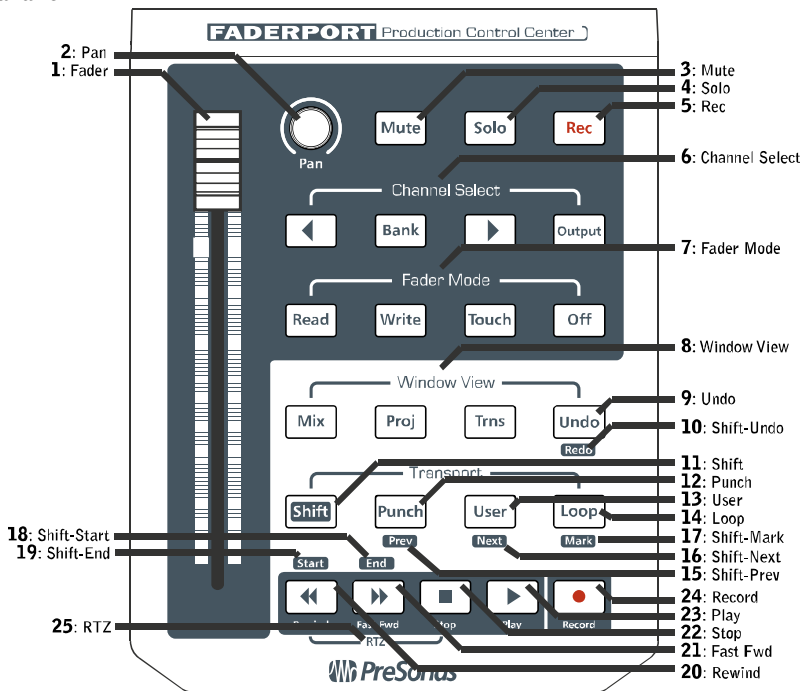 FADERPORT Production Control Center
2: Pan
1: Fader
3: Mute
4: Solo
5: Rec
Mute
Solo
Rec
Pan
6: Channel Select
Channel Select
Bank
Output
7: Fader Mode
Fader Mode
Read
Write
Touch
Off
8: Window View
Window View
Mix
Proj
Trns
Undo
9: Undo
Redo
10: Shift-Undo
Transport
11: Shift
12: Punch
13: User
14: Loop
Shift
Punch
User
Loop
18: Shift-Start
19: Shift-End
Start
End
Prev
Next
Mark
17: Shift-Mark
16: Shift-Next
15: Shift-Prev
24: Record
23: Play
22: Stop
21: Fast Fwd
20: Rewind
Rewind
Fast Fwd
Stop
Play
Record
25: RTZ
RTZ
PreSonus